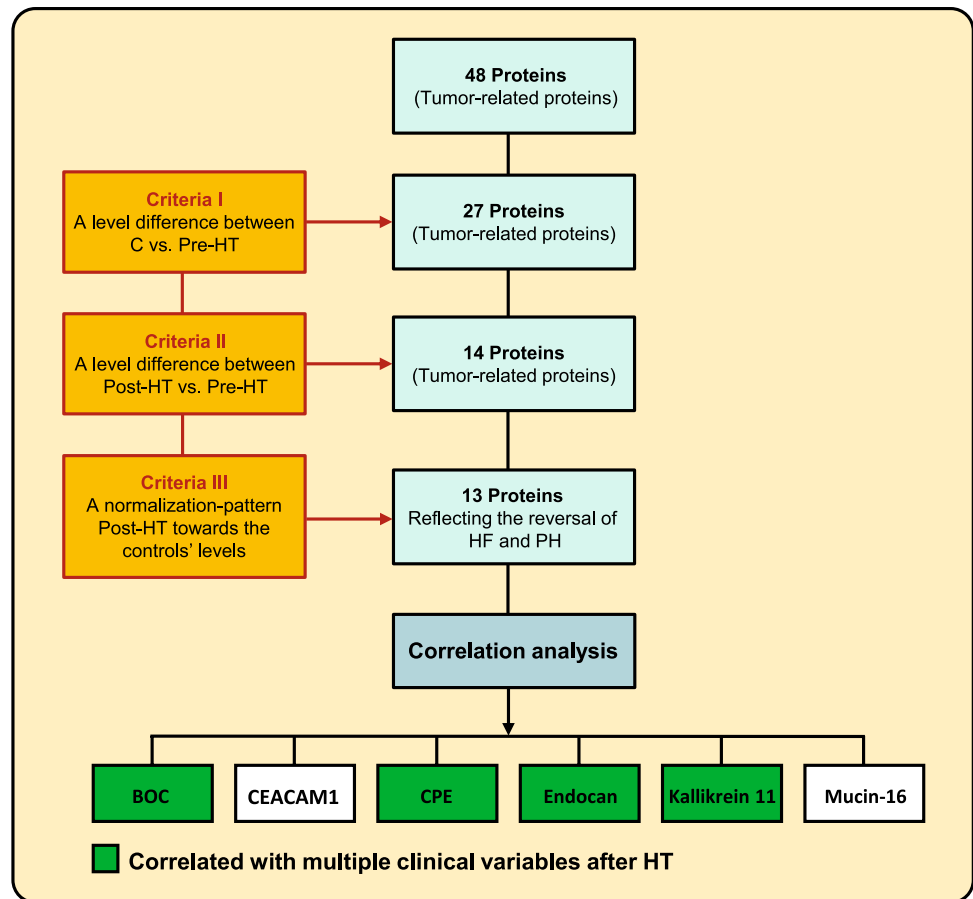 48 Proteins
(Tumor-related proteins)
Criteria I
A level difference between
C vs. Pre-HT
27 Proteins
(Tumor-related proteins)
Criteria II
A level difference between
Post-HT vs. Pre-HT
14 Proteins
(Tumor-related proteins)
Criteria III
A normalization-pattern
Post-HT towards the
controls’ levels
13 Proteins
Reflecting the reversal of
HF and PH
Correlation analysis
BOC
CEACAM1
CPE
Endocan
Kallikrein 11
Mucin-16
Correlated with multiple clinical variables after HT